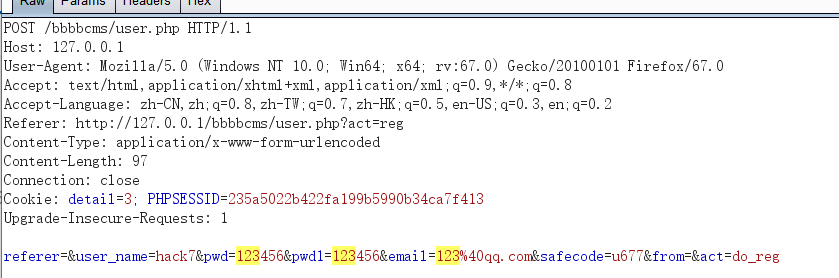 Raw Params Headers Hex
POST /bbbbcms/user.php HTTP/1.1
Host: 127.0.0.1
User-Agent: Mozilla/5.0 (Windows NT 10.0; Win64; x64; rv:67.0) Gecko/20100101 Firefox/67.0
Accept: text/html,application/xhtml+xml,application/xml;q=0.9,*/*;q=0.8
Accept-Language: zh-CN,zh;q=0.8,zh-TW;q=0.7,zh-HK;q=0.5,en-US;q=0.3,en;q=0.2
Referer: http://127.0.0.1/bbbbcms/user.php?act=reg
Content-Type: application/x-www-form-urlencoded
Content-Length: 97
Connection: close
Cookie: detail=3; PHPSESSID=235a5022b422fa199b5990b34ca7f413
Upgrade-Insecure-Requests: 1
referer=&user_name=hack7&pwd=123456&pwd1=123456&email=123%40qq.com&safecode=u677&from=&act=do_reg